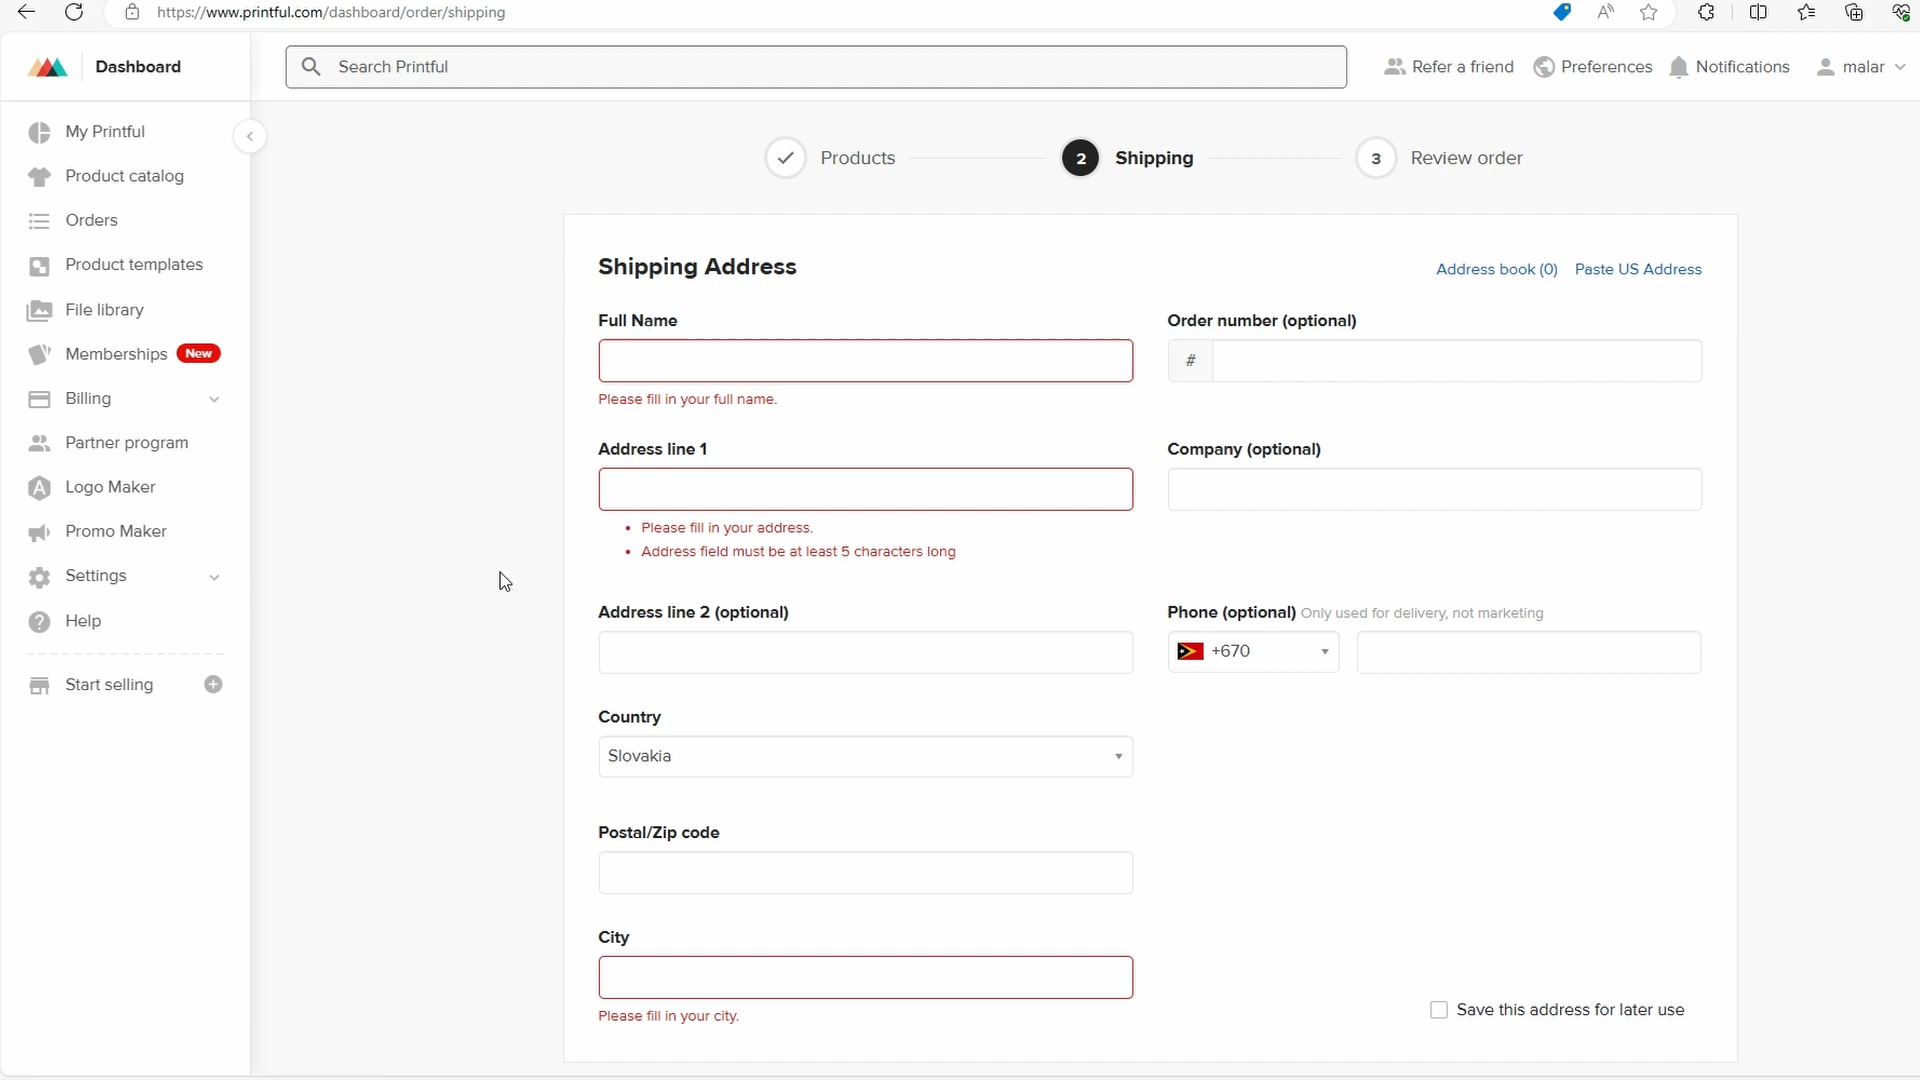 https://www.printful.com/dashboard/order/shipping
Dashboard
Search Printful
Refer a friend
Preferences
Notifications
malar
My Printful
Product catalog
Orders
Product templates
File library
Memberships New
Billing
Partner program
Logo Maker
Promo Maker
Settings
Help
Start selling
Products
2 Shipping
3 Review order
Shipping Address
Address book (0) Paste US Address
Full Name
Please fill in your full name.
Order number (optional)
#
Address line 1
• Please fill in your address.
• Address field must be at least 5 characters long
Company (optional)
Address line 2 (optional)
Phone (optional) Only used for delivery, not marketing
+670
Country
Slovakia
Postal/Zip code
City
Please fill in your city.
Save this address for later use